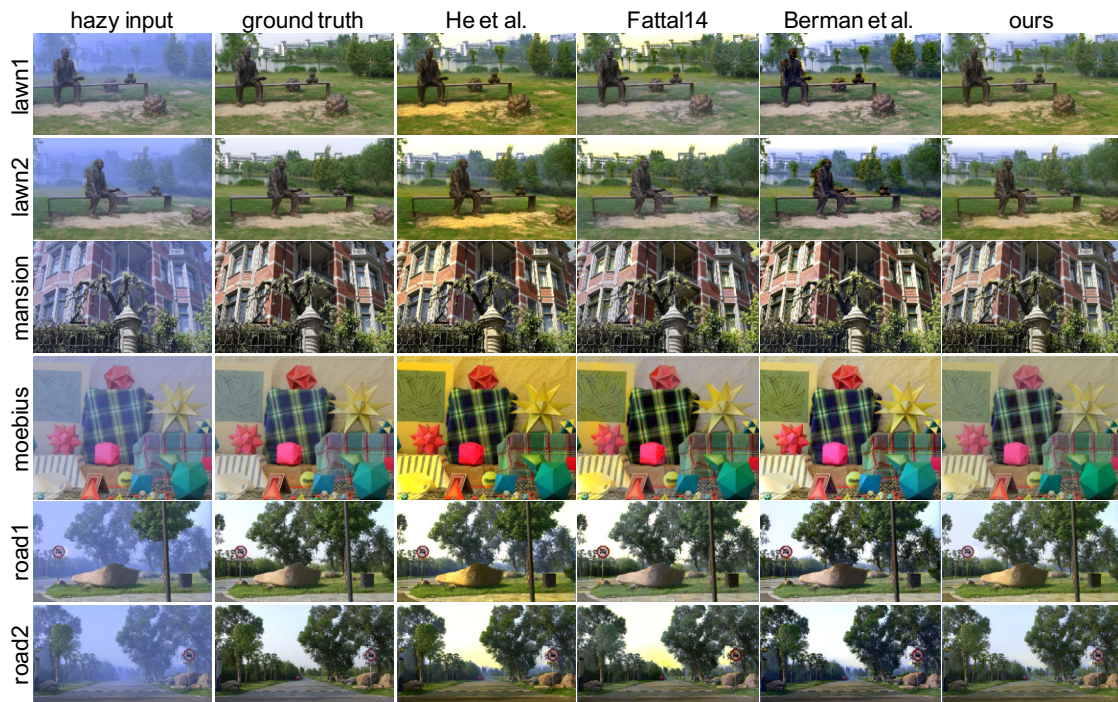 hazy input ground truth He et al. Fattal14 Berman et al. ours
lawn1
lawn2
mansion
moebius
road1
road2